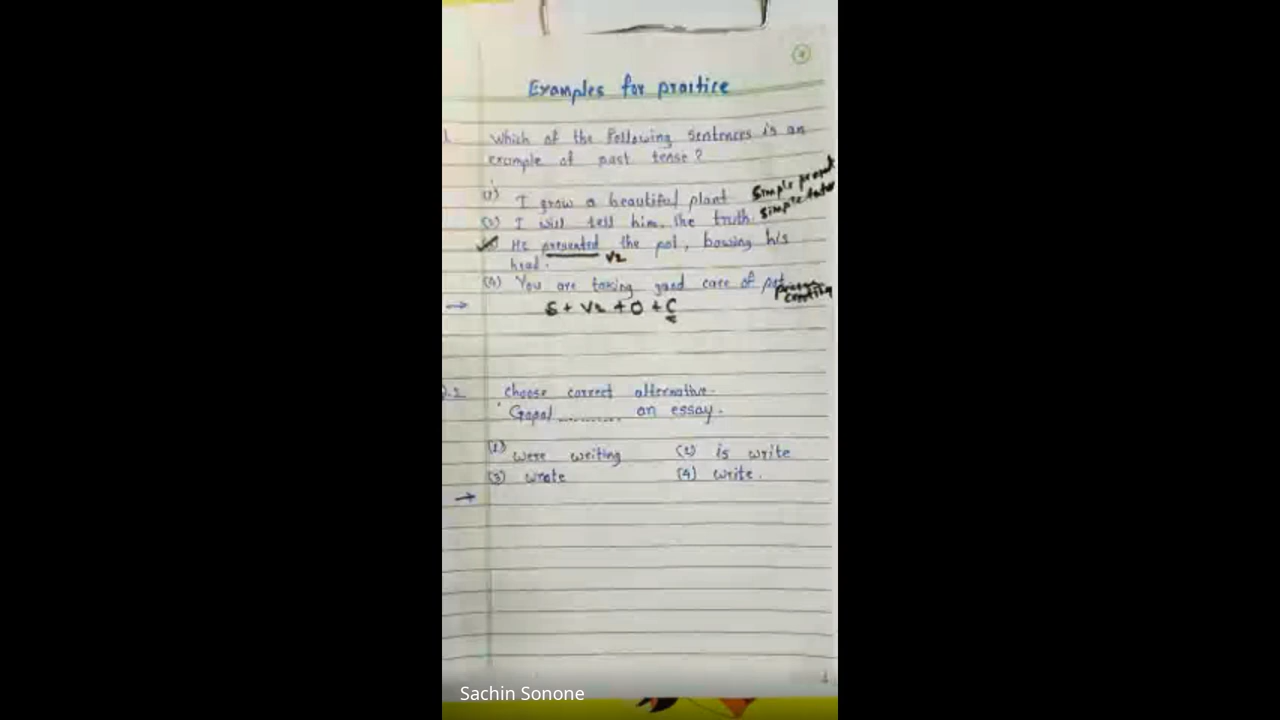 4
Examples for practice
1. Which of the following sentences is an
example of past tense?
(1) I grow a beautiful plant Simple present
(2) I will tell him the truth. Simple
He presented the pot, bowing his
V2
head.
(4) You are taking good care of pot
→ S + V2 + O + C
Q.2 Choose correct alternative.
Gopal ............ an essay.
(1) were writing (2) is write
(3) wrote (4) write.
→
Sachin Sonone